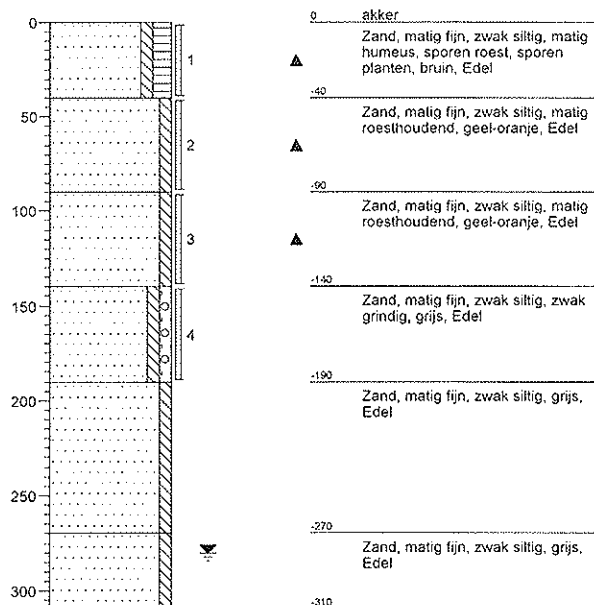 0
50
100
150
200
250
300
1
2
3
4
0 akker
Zand, matig fijn, zwak siltig, matig
humeus, sporen roest, sporen
planten, bruin, Edel
-40
Zand, matig fijn, zwak siltig, matig
roesthoudend, geel-oranje, Edel
-90
Zand, matig fijn, zwak siltig, matig
roesthoudend, geel-oranje, Edel
-140
Zand, matig fijn, zwak siltig, zwak
grindig, grijs, Edel
-190
Zand, matig fijn, zwak siltig, grijs,
Edel
-270
Zand, matig fijn, zwak siltig, grijs,
Edel
-310